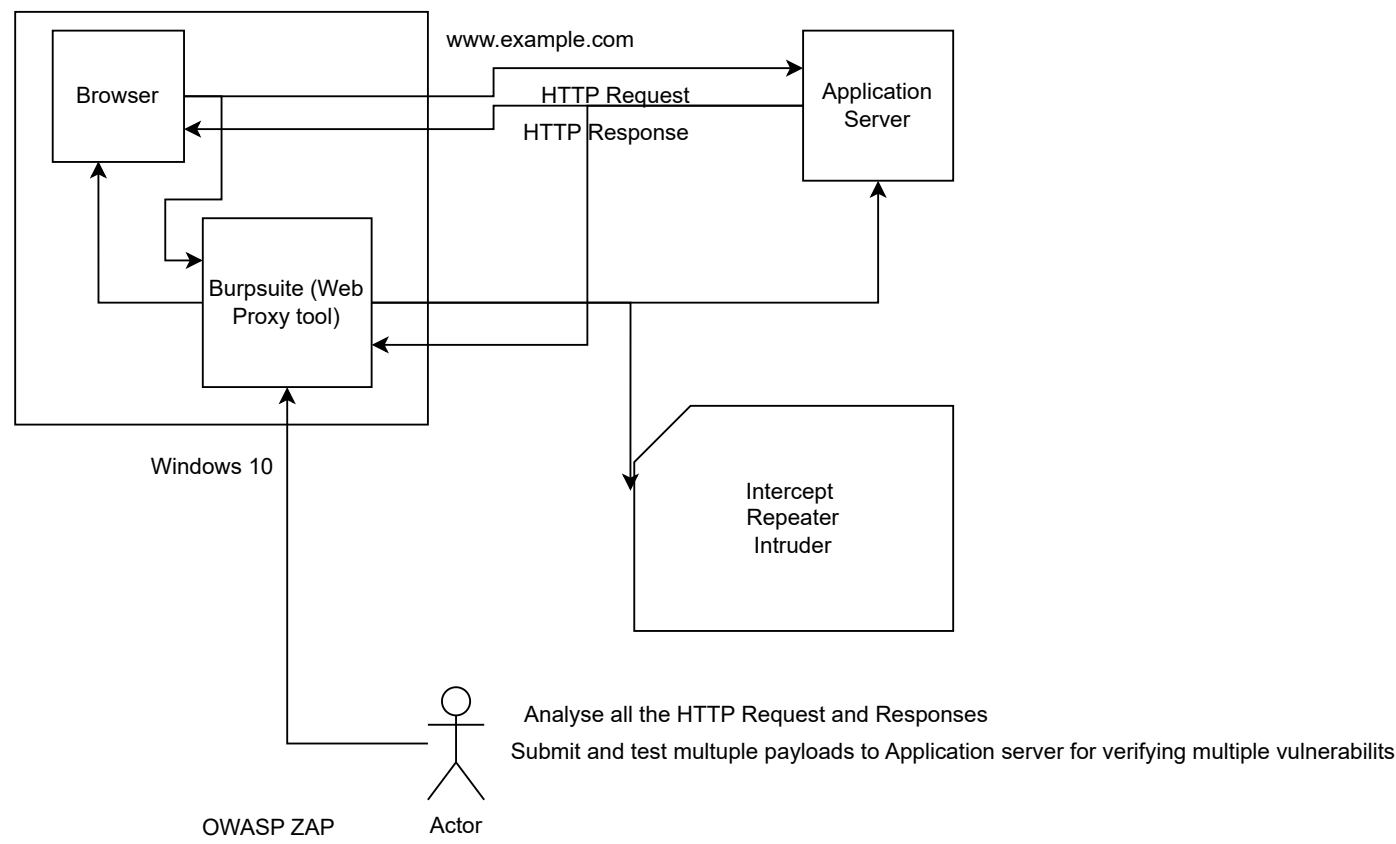 www.example.com
Browser
HTTP Request
Application
Server
HTTP Response
Burpsuite (Web
Proxy tool)
Windows 10
Intercept
Repeater
Intruder
Analyse all the HTTP Request and Responses
Submit and test multuple payloads to Application server for verifying multiple vulnerabilits
OWASP ZAP
Actor